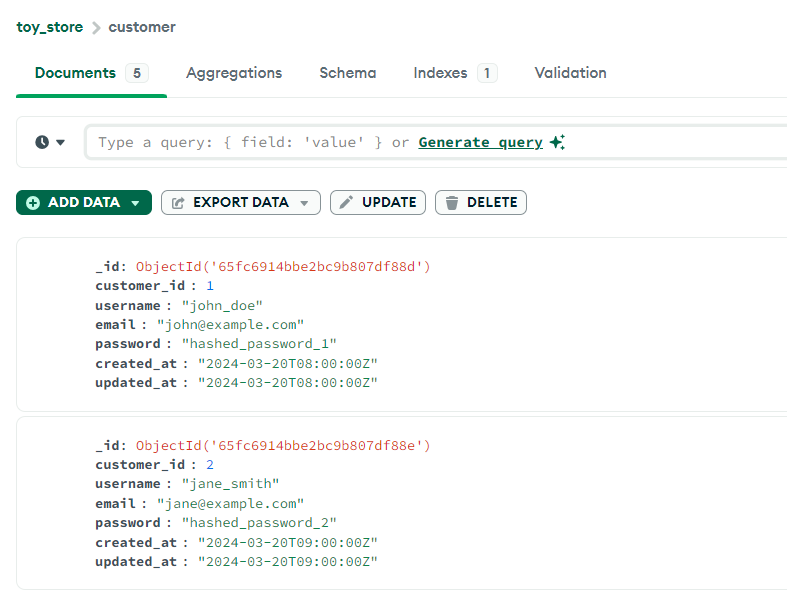 toy_store > customer
Documents 5 Aggregations Schema Indexes 1 Validation
Type a query: { field: 'value' } or Generate query
ADD DATA EXPORT DATA UPDATE DELETE
_id: ObjectId('65fc6914bbe2bc9b807df88d')
customer_id : 1
username : "john_doe"
email : "john@example.com"
password : "hashed_password_1"
created_at : "2024-03-20T08:00:00Z"
updated_at : "2024-03-20T08:00:00Z"
_id: ObjectId('65fc6914bbe2bc9b807df88e')
customer_id : 2
username : "jane_smith"
email : "jane@example.com"
password : "hashed_password_2"
created_at : "2024-03-20T09:00:00Z"
updated_at : "2024-03-20T09:00:00Z"